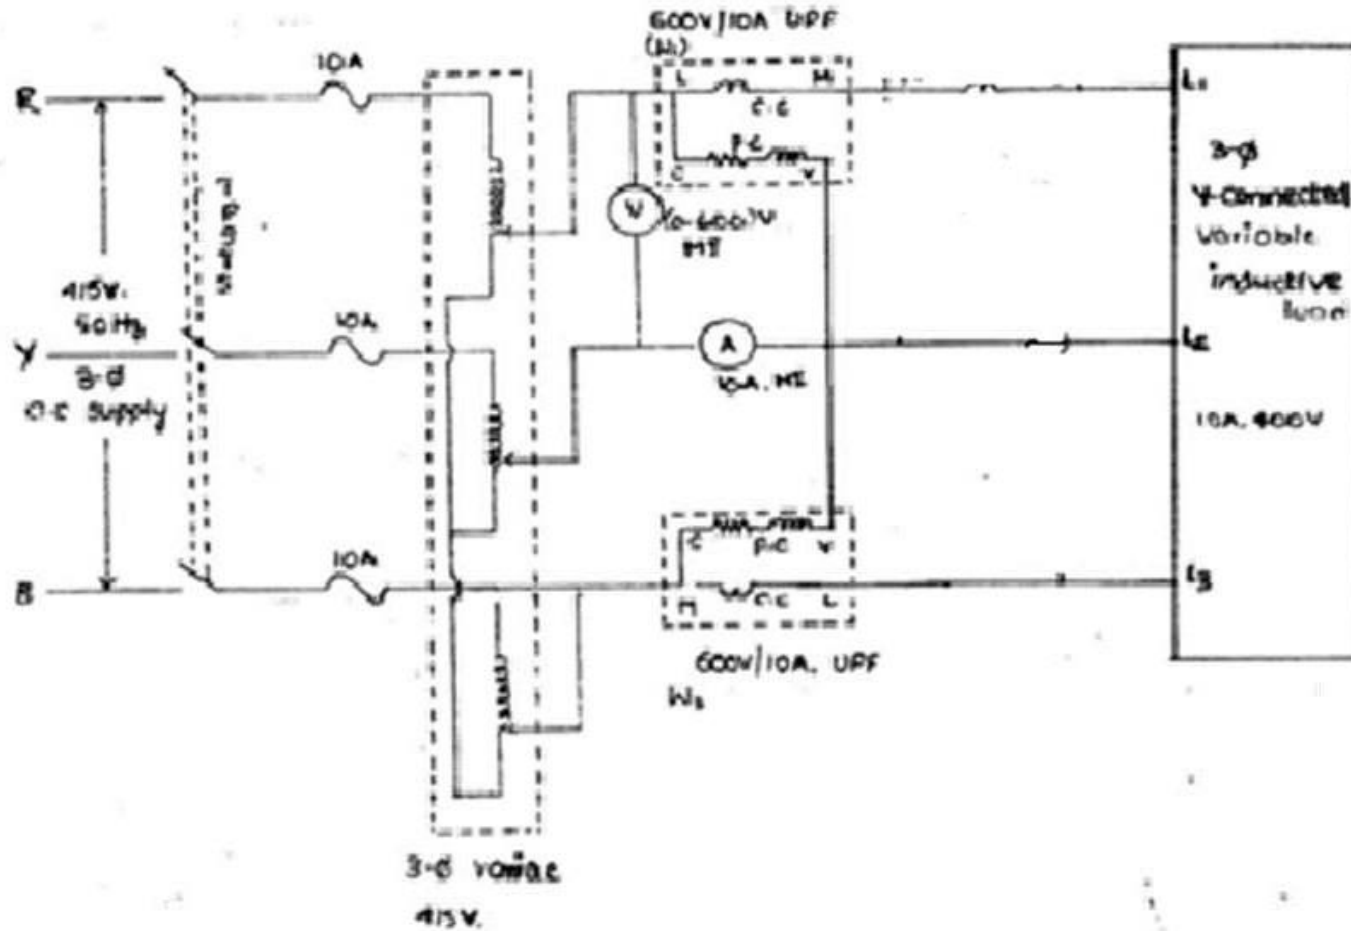 600V/10A UPF
(W1)
10A
R
L
M
C.C
P.C
C
V
L1
3-Ø
Y-connected
Variable
inductive
load
V
(0-600)V
MI
415V
50Hz
3-Ø
supply
Y
10A
A
10A, MI
L2
10A, 400V
B
10A
C
P.C
V
M
C.C
L
L3
600V/10A, UPF
W2
3-Ø variac
415V.